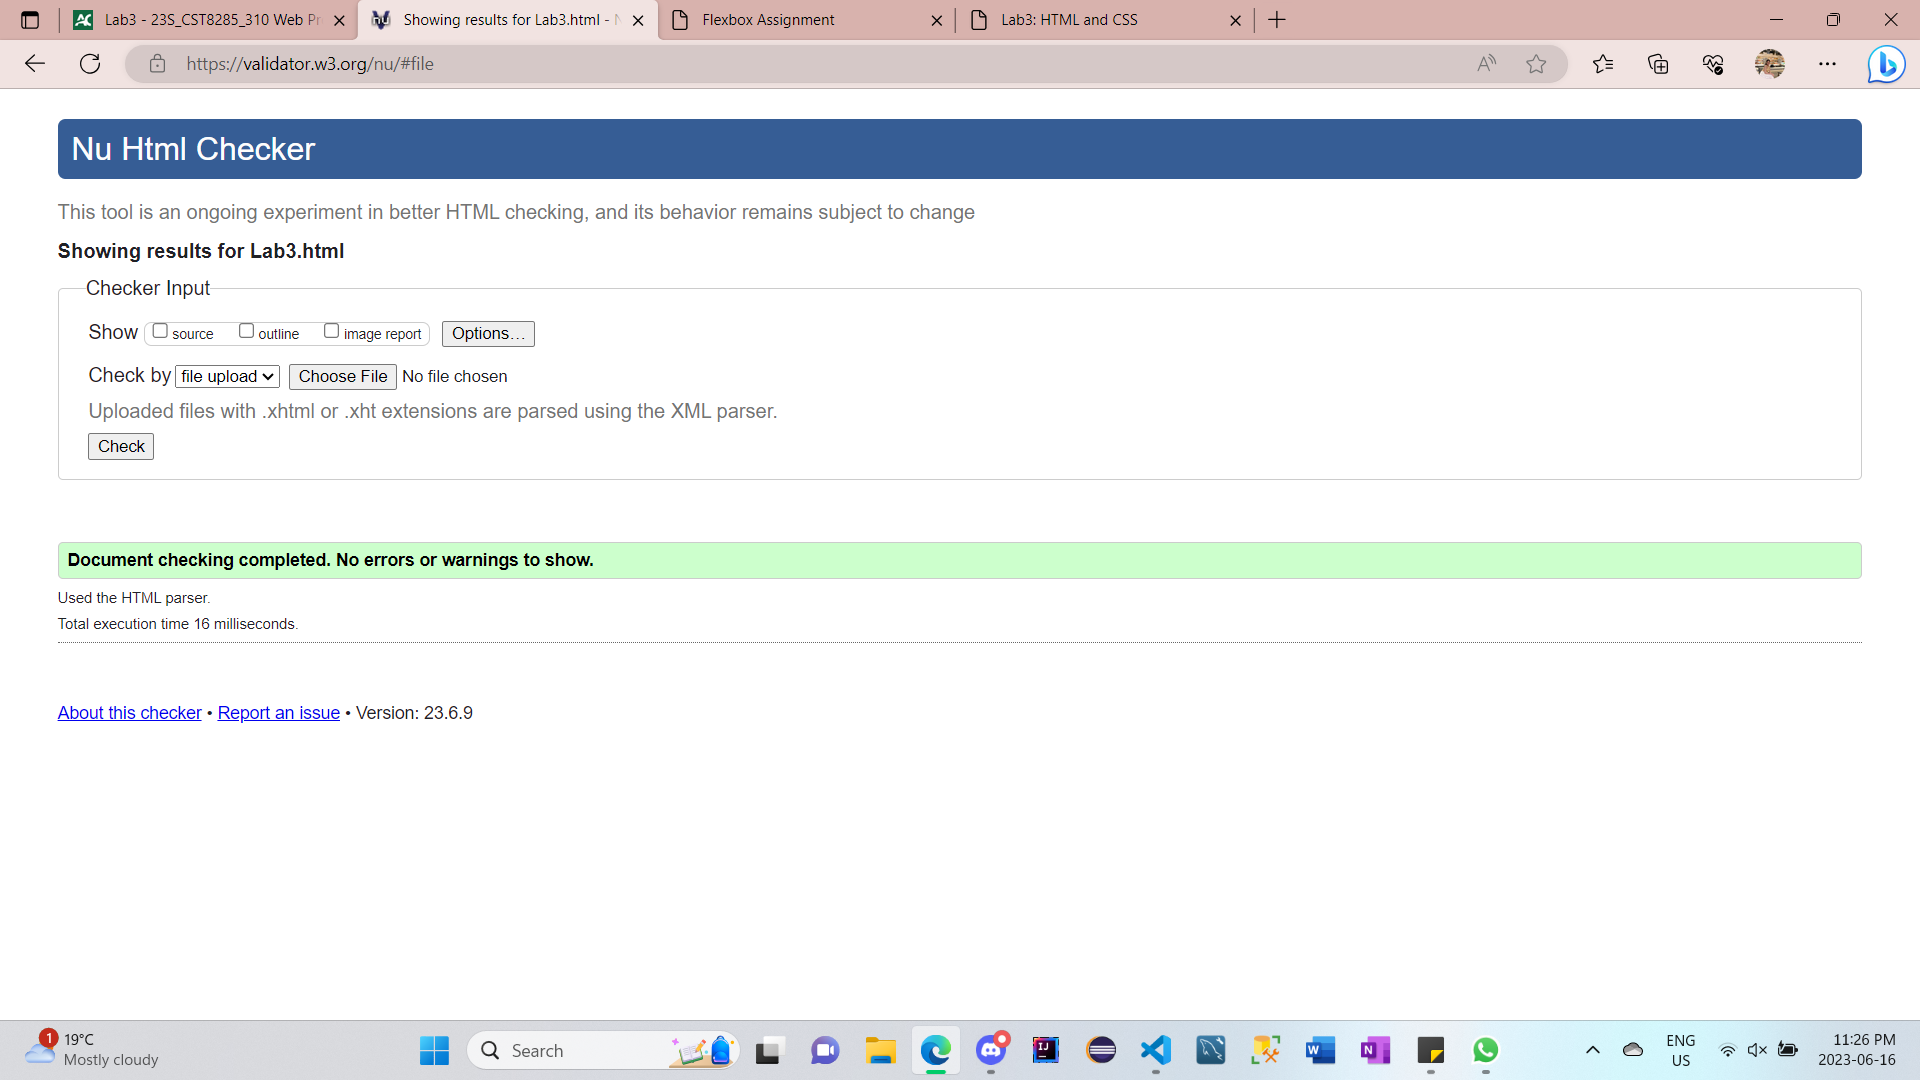 Lab3 - 23S_CST8285_310 Web Pr
Showing results for Lab3.html - N
Flexbox Assignment
Lab3: HTML and CSS
https://validator.w3.org/nu/#file
Nu Html Checker
This tool is an ongoing experiment in better HTML checking, and its behavior remains subject to change
Showing results for Lab3.html
Checker Input
Show source outline image report Options...
Check by file upload Choose File No file chosen
Uploaded files with .xhtml or .xht extensions are parsed using the XML parser.
Check
Document checking completed. No errors or warnings to show.
Used the HTML parser.
Total execution time 16 milliseconds.
About this checker • Report an issue • Version: 23.6.9
1
19°C
Mostly cloudy
Search
ENG
US
11:26 PM
2023-06-16